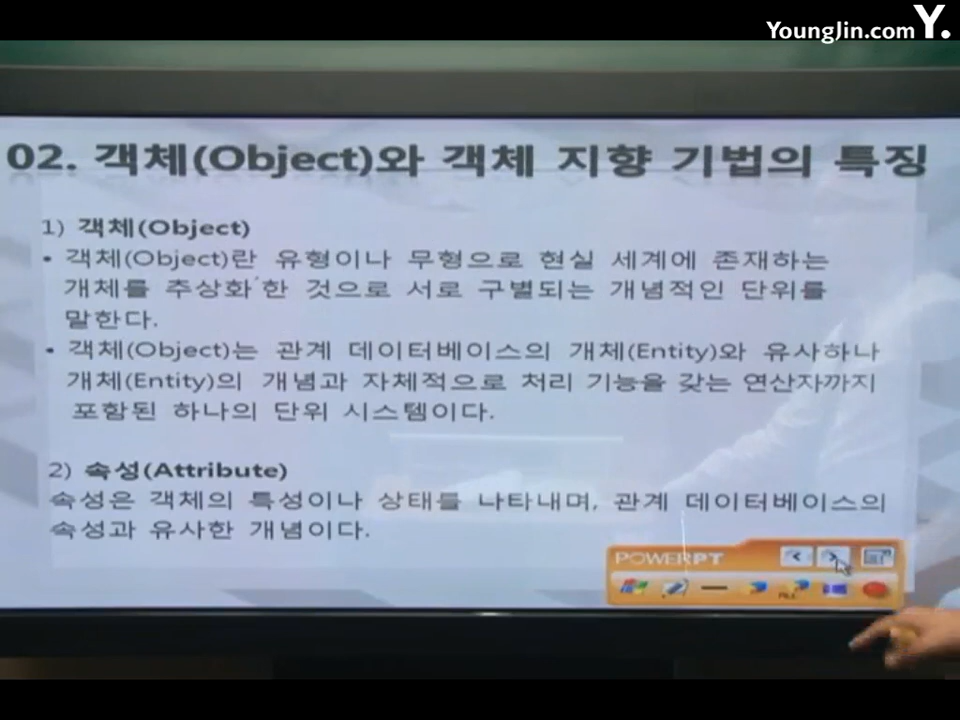 YoungJin.com Y.
02. 객체(Object)와 객체 지향 기법의 특징
1) 객체(Object)
• 객체(Object)란 유형이나 무형으로 현실 세계에 존재하는
개체를 추상화 한 것으로 서로 구별되는 개념적인 단위를
말한다.
• 객체(Object)는 관계 데이터베이스의 개체(Entity)와 유사하나
개체(Entity)의 개념과 자체적으로 처리 기능을 갖는 연산자까지
포함된 하나의 단위 시스템이다.
2) 속성(Attribute)
속성은 객체의 특성이나 상태를 나타내며, 관계 데이터베이스의
속성과 유사한 개념이다.
POWERPT